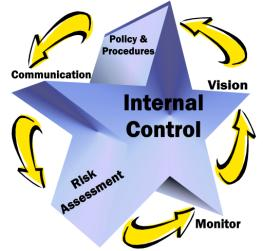 Policy &
Procedures
Communication
Vision
Internal
Control
Risk
Assessment
Monitor